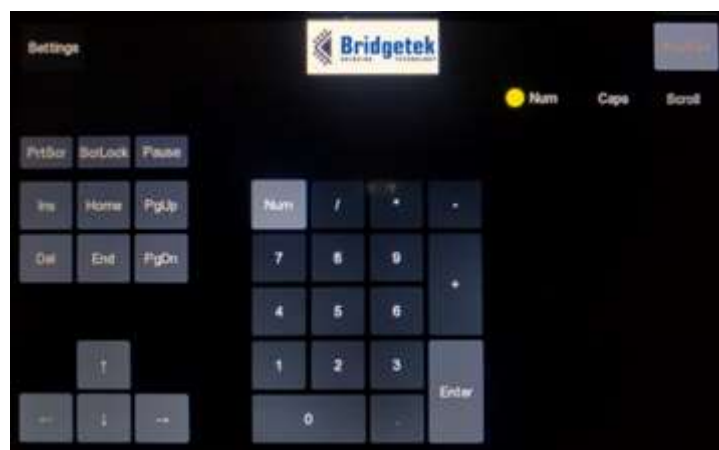 Settings
Bridgetek
Num Caps Scroll
PrtScr ScrLock Pause
Ins Home PgUp Num / * -
Del End PgDn 7 8 9 +
4 5 6
↑ 1 2 3 Enter
← ↓ → 0 .